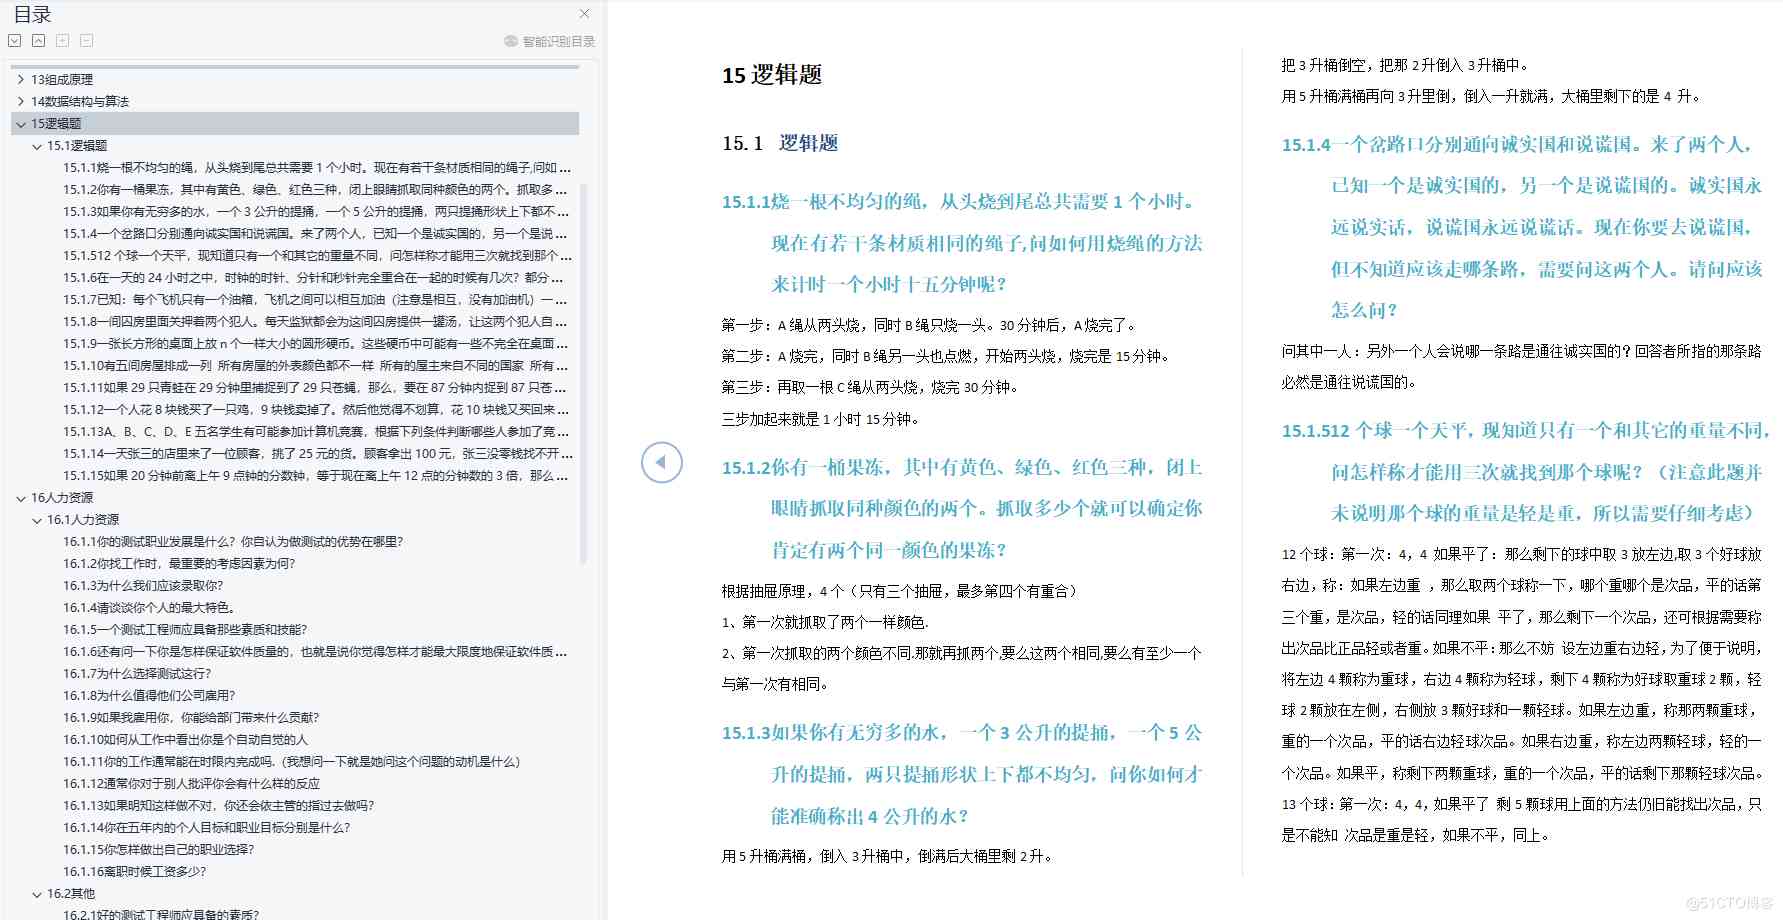 目录
智能识别目录
13组成原理
14数据结构与算法
15逻辑题
15.1逻辑题
15.1.1烧一根不均匀的绳，从头烧到尾总共需要 1 个小时。现在有若干条材质相同的绳子,问如 ...
15.1.2你有一桶果冻，其中有黄色、绿色、红色三种，闭上眼睛抓取同种颜色的两个。抓取多...
15.1.3如果你有无穷多的水，一个 3 公升的提捅，一个 5 公升的提捅，两只提捅形状上下都不...
15.1.4一个岔路口分别通向诚实国和说谎国。来了两个人，已知一个是诚实国的，另一个是说 ...
15.1.512 个球一个天平，现知道只有一个和其它的重量不同，问怎样称才能用三次就找到那个 ...
15.1.6在一天的 24 小时之中，时钟的时针、分针和秒针完全重合在一起的时候有几次？都分 ...
15.1.7已知：每个飞机只有一个油箱，飞机之间可以相互加油（注意是相互，没有加油机）一 ...
15.1.8一间囚房里面关押着两个犯人。每天监狱都会为这间囚房提供一罐汤，让这两个犯人自...
15.1.9一张长方形的桌面上放 n 个一样大小的圆形硬币。这些硬币中可能有一些不完全在桌面...
15.1.10有五间房屋排成一列 所有房屋的外表颜色都不一样 所有的屋主来自不同的国家 所有...
15.1.11如果 29 只青蛙在 29 分钟里捕捉到了 29 只苍蝇，那么，要在 87 分钟内捉到 87 只苍 ...
15.1.12一个人花 8 块钱买了一只鸡，9 块钱卖掉了。然后他觉得不划算，花 10 块钱又买回来 ...
15.1.13A、B、C、D、E 五名学生有可能参加计算机竞赛，根据下列条件判断哪些人参加了竞...
15.1.14一天张三的店里来了一位顾客，挑了 25 元的货。顾客拿出 100 元，张三没零钱找不开 ...
15.1.15如果 20 分钟前离上午 9 点钟的分数钟，等于现在离上午 12 点的分钟数的 3 倍，那么...
16人力资源
16.1人力资源
16.1.1你的测试职业发展是什么？你自认为做测试的优势在哪里？
16.1.2你找工作时，最重要的考虑因素为何？
16.1.3为什么我们应该录取你？
16.1.4请谈谈你个人的最大特色。
16.1.5一个测试工程师应具备那些素质和技能？
16.1.6还有问一下你是怎样保证软件质量的，也就是说你觉得怎样才能最大限度地保证软件质 ...
16.1.7为什么选择测试这行？
16.1.8为什么值得他们公司雇用？
16.1.9如果我雇用你，你能给部门带来什么贡献？
16.1.10如何从工作中看出你是个自动自觉的人
16.1.11你的工作通常能在时限内完成吗.（我想问一下就是她问这个问题的动机是什么）
16.1.12通常你对于别人批评你会有什么样的反应
16.1.13如果明知这样做不对，你还会依主管的指过去做吗？
16.1.14你在五年内的个人目标和职业目标分别是什么？
16.1.15你怎样做出自己的职业选择？
16.1.16离职时候工资多少？
16.2其他
16.2.1好的测试工程师应具备的素质？
15 逻辑题
15.1 逻辑题
15.1.1烧一根不均匀的绳，从头烧到尾总共需要 1 个小时。
现在有若干条材质相同的绳子,问如何用烧绳的方法
来计时一个小时十五分钟呢？
第一步：A 绳从两头烧，同时 B 绳只烧一头。30 分钟后，A 烧完了。
第二步：A 烧完，同时 B 绳另一头也点燃，开始两头烧，烧完是 15 分钟。
第三步：再取一根 C 绳从两头烧，烧完 30 分钟。
三步加起来就是 1 小时 15 分钟。
15.1.2你有一桶果冻，其中有黄色、绿色、红色三种，闭上
眼睛抓取同种颜色的两个。抓取多少个就可以确定你
肯定有两个同一颜色的果冻？
根据抽屉原理，4 个（只有三个抽屉，最多第四个有重合）
1、第一次就抓取了两个一样颜色.
2、第一次抓取的两个颜色不同.那就再抓两个,要么这两个相同,要么有至少一个
与第一次有相同。
15.1.3如果你有无穷多的水，一个 3 公升的提捅，一个 5 公
升的提捅，两只提捅形状上下都不均匀，问你如何才
能准确称出 4 公升的水？
用 5 升桶满桶，倒入 3 升桶中，倒满后大桶里剩 2 升。
把 3 升桶倒空，把那 2 升倒入 3 升桶中。
用 5 升桶满桶再向 3 升里倒，倒入一升就满，大桶里剩下的是 4 升。
15.1.4一个岔路口分别通向诚实国和说谎国。来了两个人，
已知一个是诚实国的，另一个是说谎国的。诚实国永
远说实话，说谎国永远说谎话。现在你要去说谎国，
但不知道应该走哪条路，需要问这两个人。请问应该
怎么问？
问其中一人：另外一个人会说哪一条路是通往诚实国的？回答者所指的那条路
必然是通往说谎国的。
15.1.512 个球一个天平，现知道只有一个和其它的重量不同，
问怎样称才能用三次就找到那个球呢？（注意此题并
未说明那个球的重量是轻是重，所以需要仔细考虑）
12 个球：第一次：4，4 如果平了：那么剩下的球中取 3 放左边,取 3 个好球放
右边，称：如果左边重 ，那么取两个球称一下，哪个重哪个是次品，平的话第
三个重，是次品，轻的话同理如果 平了，那么剩下一个次品，还可根据需要称
出次品比正品轻或者重。如果不平：那么不妨 设左边重右边轻，为了便于说明，
将左边 4 颗称为重球，右边 4 颗称为轻球，剩下 4 颗称为好球取重球 2 颗，轻
球 2 颗放在左侧，右侧放 3 颗好球和一颗轻球。如果左边重，称那两颗重球，
重的一个次品，平的话右边轻球次品。如果右边重，称左边两颗轻球，轻的一
个次品。如果平，称剩下两颗重球，重的一个次品，平的话剩下那颗轻球次品。
13 个球：第一次：4，4，如果平了 剩 5 颗球用上面的方法仍旧能找出次品，只
是不能知 次品是重是轻，如果不平，同上。
@51CTO博客